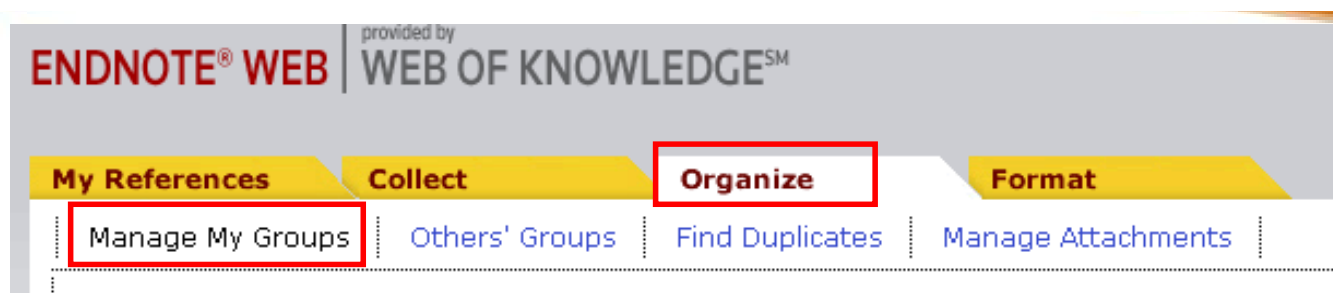 provided by
ENDNOTE® WEB WEB OF KNOWLEDGE℠
My References Collect Organize Format
Manage My Groups Others' Groups Find Duplicates Manage Attachments